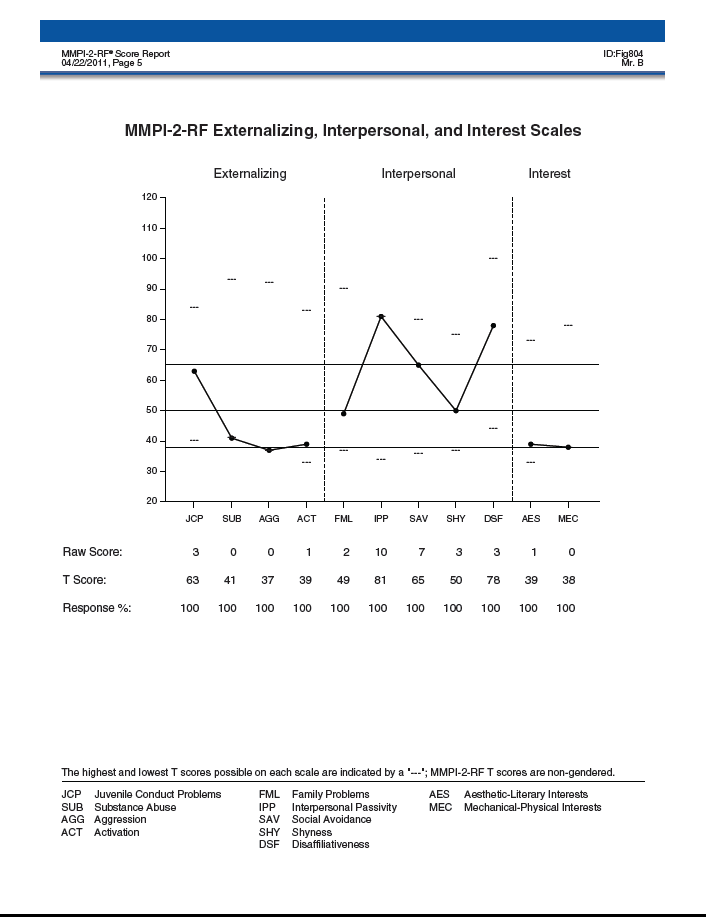 MMPI-2-RF® Score Report
04/22/2011, Page 5
ID:Fig804
Mr. B
MMPI-2-RF Externalizing, Interpersonal, and Interest Scales
Externalizing Interpersonal Interest
120
110
100
90
80
70
60
50
40
30
20
--- --- --- --- --- --- --- --- --- ---
--- --- --- --- --- --- --- ---
JCP SUB AGG ACT FML IPP SAV SHY DSF AES MEC
Raw Score: 3 0 0 1 2 10 7 3 3 1 0
T Score: 63 41 37 39 49 81 65 50 78 39 38
Response %: 100 100 100 100 100 100 100 100 100 100 100
The highest and lowest T scores possible on each scale are indicated by a "---"; MMPI-2-RF T scores are non-gendered.
JCP Juvenile Conduct Problems
SUB Substance Abuse
AGG Aggression
ACT Activation
FML Family Problems
IPP Interpersonal Passivity
SAV Social Avoidance
SHY Shyness
DSF Disaffiliativeness
AES Aesthetic-Literary Interests
MEC Mechanical-Physical Interests